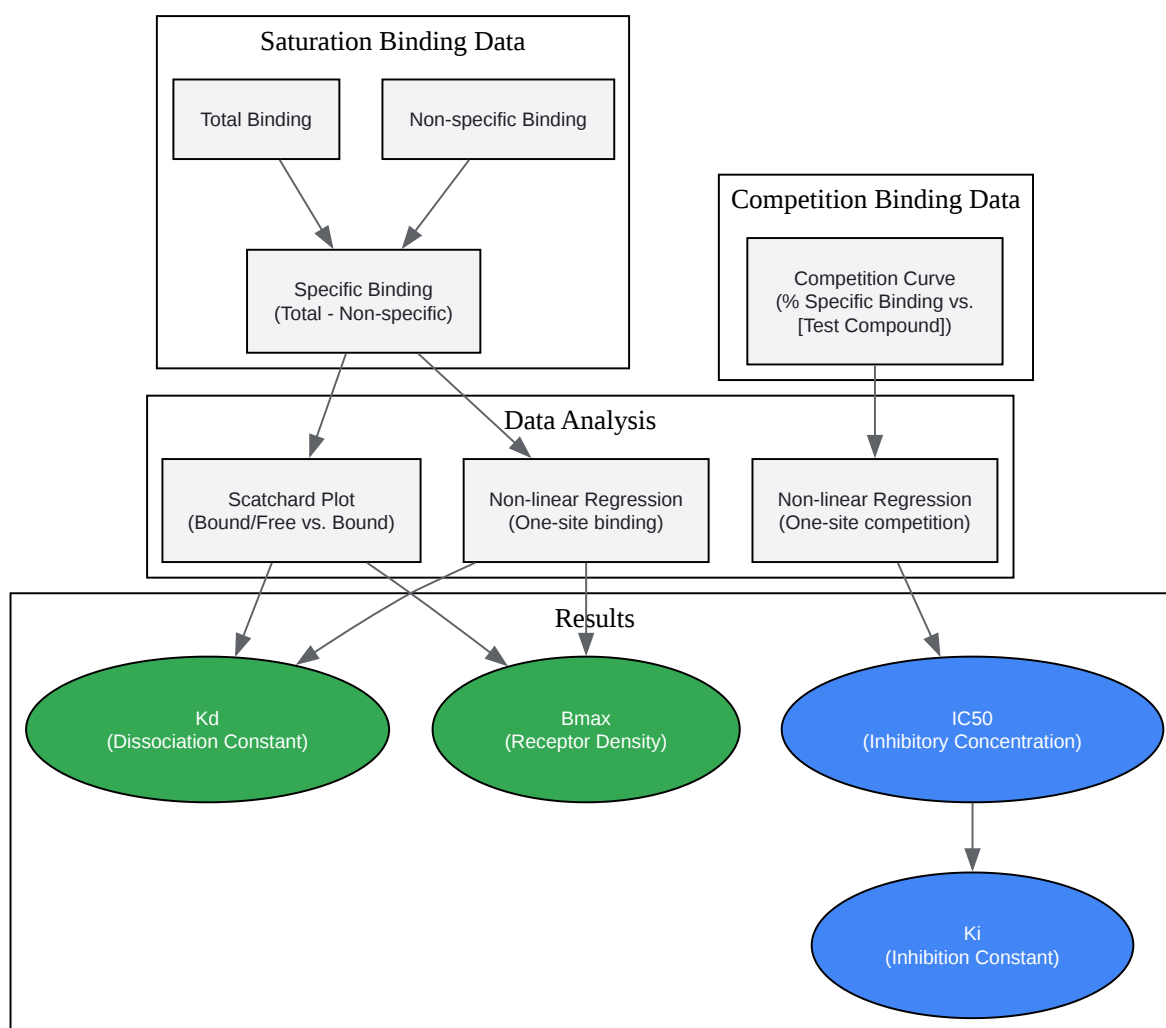 Saturation Binding Data
Total Binding
Non-specific Binding
Specific Binding
(Total - Non-specific)
Competition Binding Data
Competition Curve
(% Specific Binding vs.
[Test Compound])
Data Analysis
Scatchard Plot
(Bound/Free vs. Bound)
Non-linear Regression
(One-site binding)
Non-linear Regression
(One-site competition)
Results
Kd
(Dissociation Constant)
Bmax
(Receptor Density)
IC50
(Inhibitory Concentration)
Ki
(Inhibition Constant)